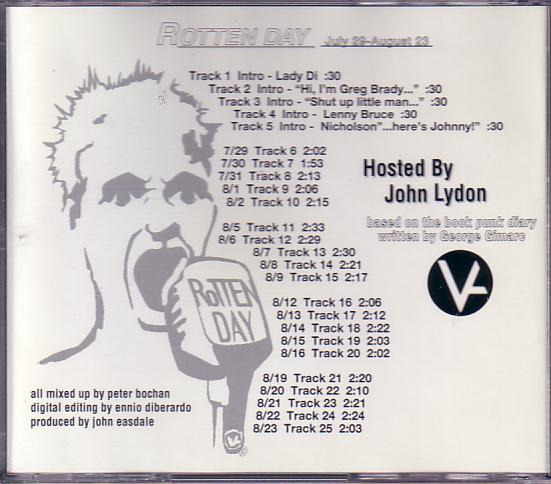 ROTTEN DAY July 29-August 23
Track 1 Intro - Lady Di :30
Track 2 Intro - "Hi, I'm Greg Brady..." :30
Track 3 Intro - "Shut up little man..." :30
Track 4 Intro - Lenny Bruce :30
Track 5 Intro - Nicholson"...here's Johnny!" :30
7/29 Track 6 2:02
7/30 Track 7 1:53
7/31 Track 8 2:13
8/1 Track 9 2:06
8/2 Track 10 2:15
Hosted By
John Lydon
based on the book punk diary
written by George Gimarc
8/5 Track 11 2:33
8/6 Track 12 2:29
8/7 Track 13 2:30
8/8 Track 14 2:21
8/9 Track 15 2:17
ROTTEN
DAY
8/12 Track 16 2:06
8/13 Track 17 2:12
8/14 Track 18 2:22
8/15 Track 19 2:03
8/16 Track 20 2:02
8/19 Track 21 2:20
8/20 Track 22 2:10
8/21 Track 23 2:21
8/22 Track 24 2:24
8/23 Track 25 2:03
all mixed up by peter bochan
digital editing by ennio diberardo
produced by john easdale